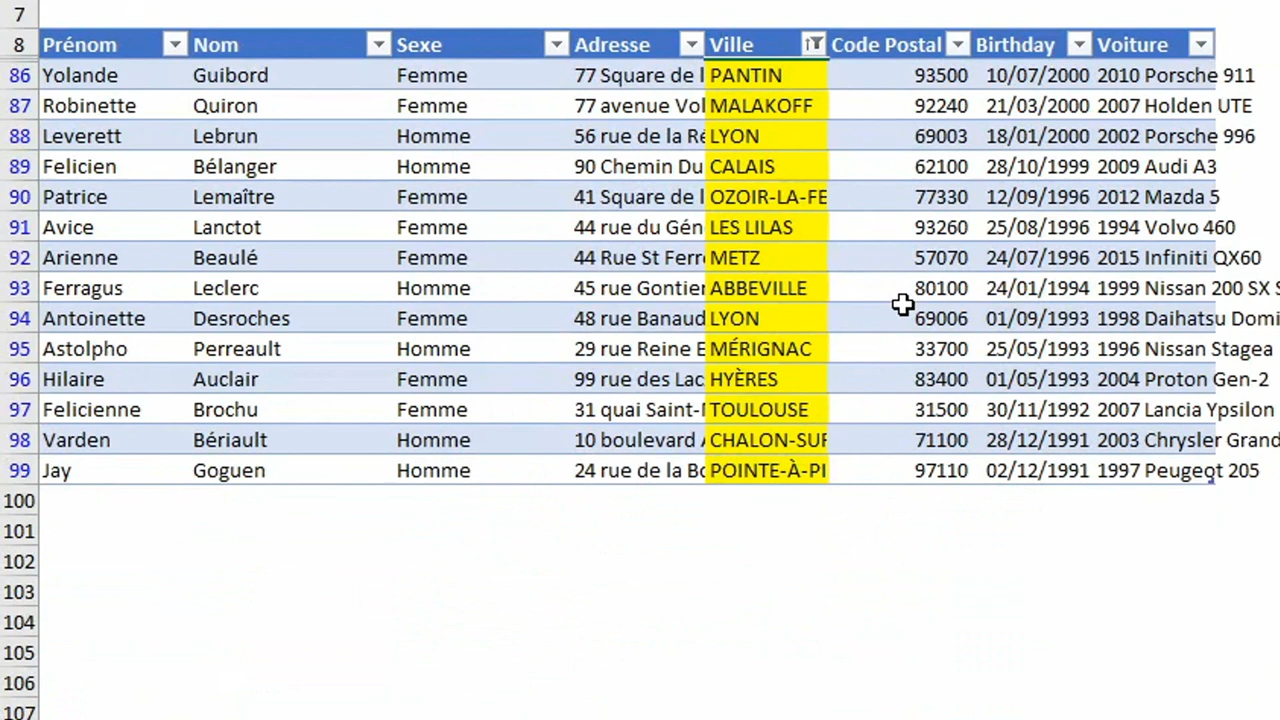 7
8 Prénom Nom Sexe Adresse Ville Code Postal Birthday Voiture
86 Yolande Guibord Femme 77 Square de l PANTIN 93500 10/07/2000 2010 Porsche 911
87 Robinette Quiron Femme 77 avenue Vol MALAKOFF 92240 21/03/2000 2007 Holden UTE
88 Leverett Lebrun Homme 56 rue de la Ré LYON 69003 18/01/2000 2002 Porsche 996
89 Felicien Bélanger Homme 90 Chemin Du CALAIS 62100 28/10/1999 2009 Audi A3
90 Patrice Lemaître Femme 41 Square de l OZOIR-LA-FE 77330 12/09/1996 2012 Mazda 5
91 Avice Lanctot Femme 44 rue du Gén LES LILAS 93260 25/08/1996 1994 Volvo 460
92 Arienne Beaulé Femme 44 Rue St Ferr METZ 57070 24/07/1996 2015 Infiniti QX60
93 Ferragus Leclerc Homme 45 rue Gontier ABBEVILLE 80100 24/01/1994 1999 Nissan 200 SX S
94 Antoinette Desroches Femme 48 rue Banaud LYON 69006 01/09/1993 1998 Daihatsu Domi
95 Astolpho Perreault Homme 29 rue Reine E MÉRIGNAC 33700 25/05/1993 1996 Nissan Stagea
96 Hilaire Auclair Femme 99 rue des Lac HYÈRES 83400 01/05/1993 2004 Proton Gen-2
97 Felicienne Brochu Femme 31 quai Saint- TOULOUSE 31500 30/11/1992 2007 Lancia Ypsilon
98 Varden Bériault Homme 10 boulevard CHALON-SUR 71100 28/12/1991 2003 Chrysler Grand
99 Jay Goguen Homme 24 rue de la Bo POINTE-À-PI 97110 02/12/1991 1997 Peugeot 205
100
101
102
103
104
105
106
107